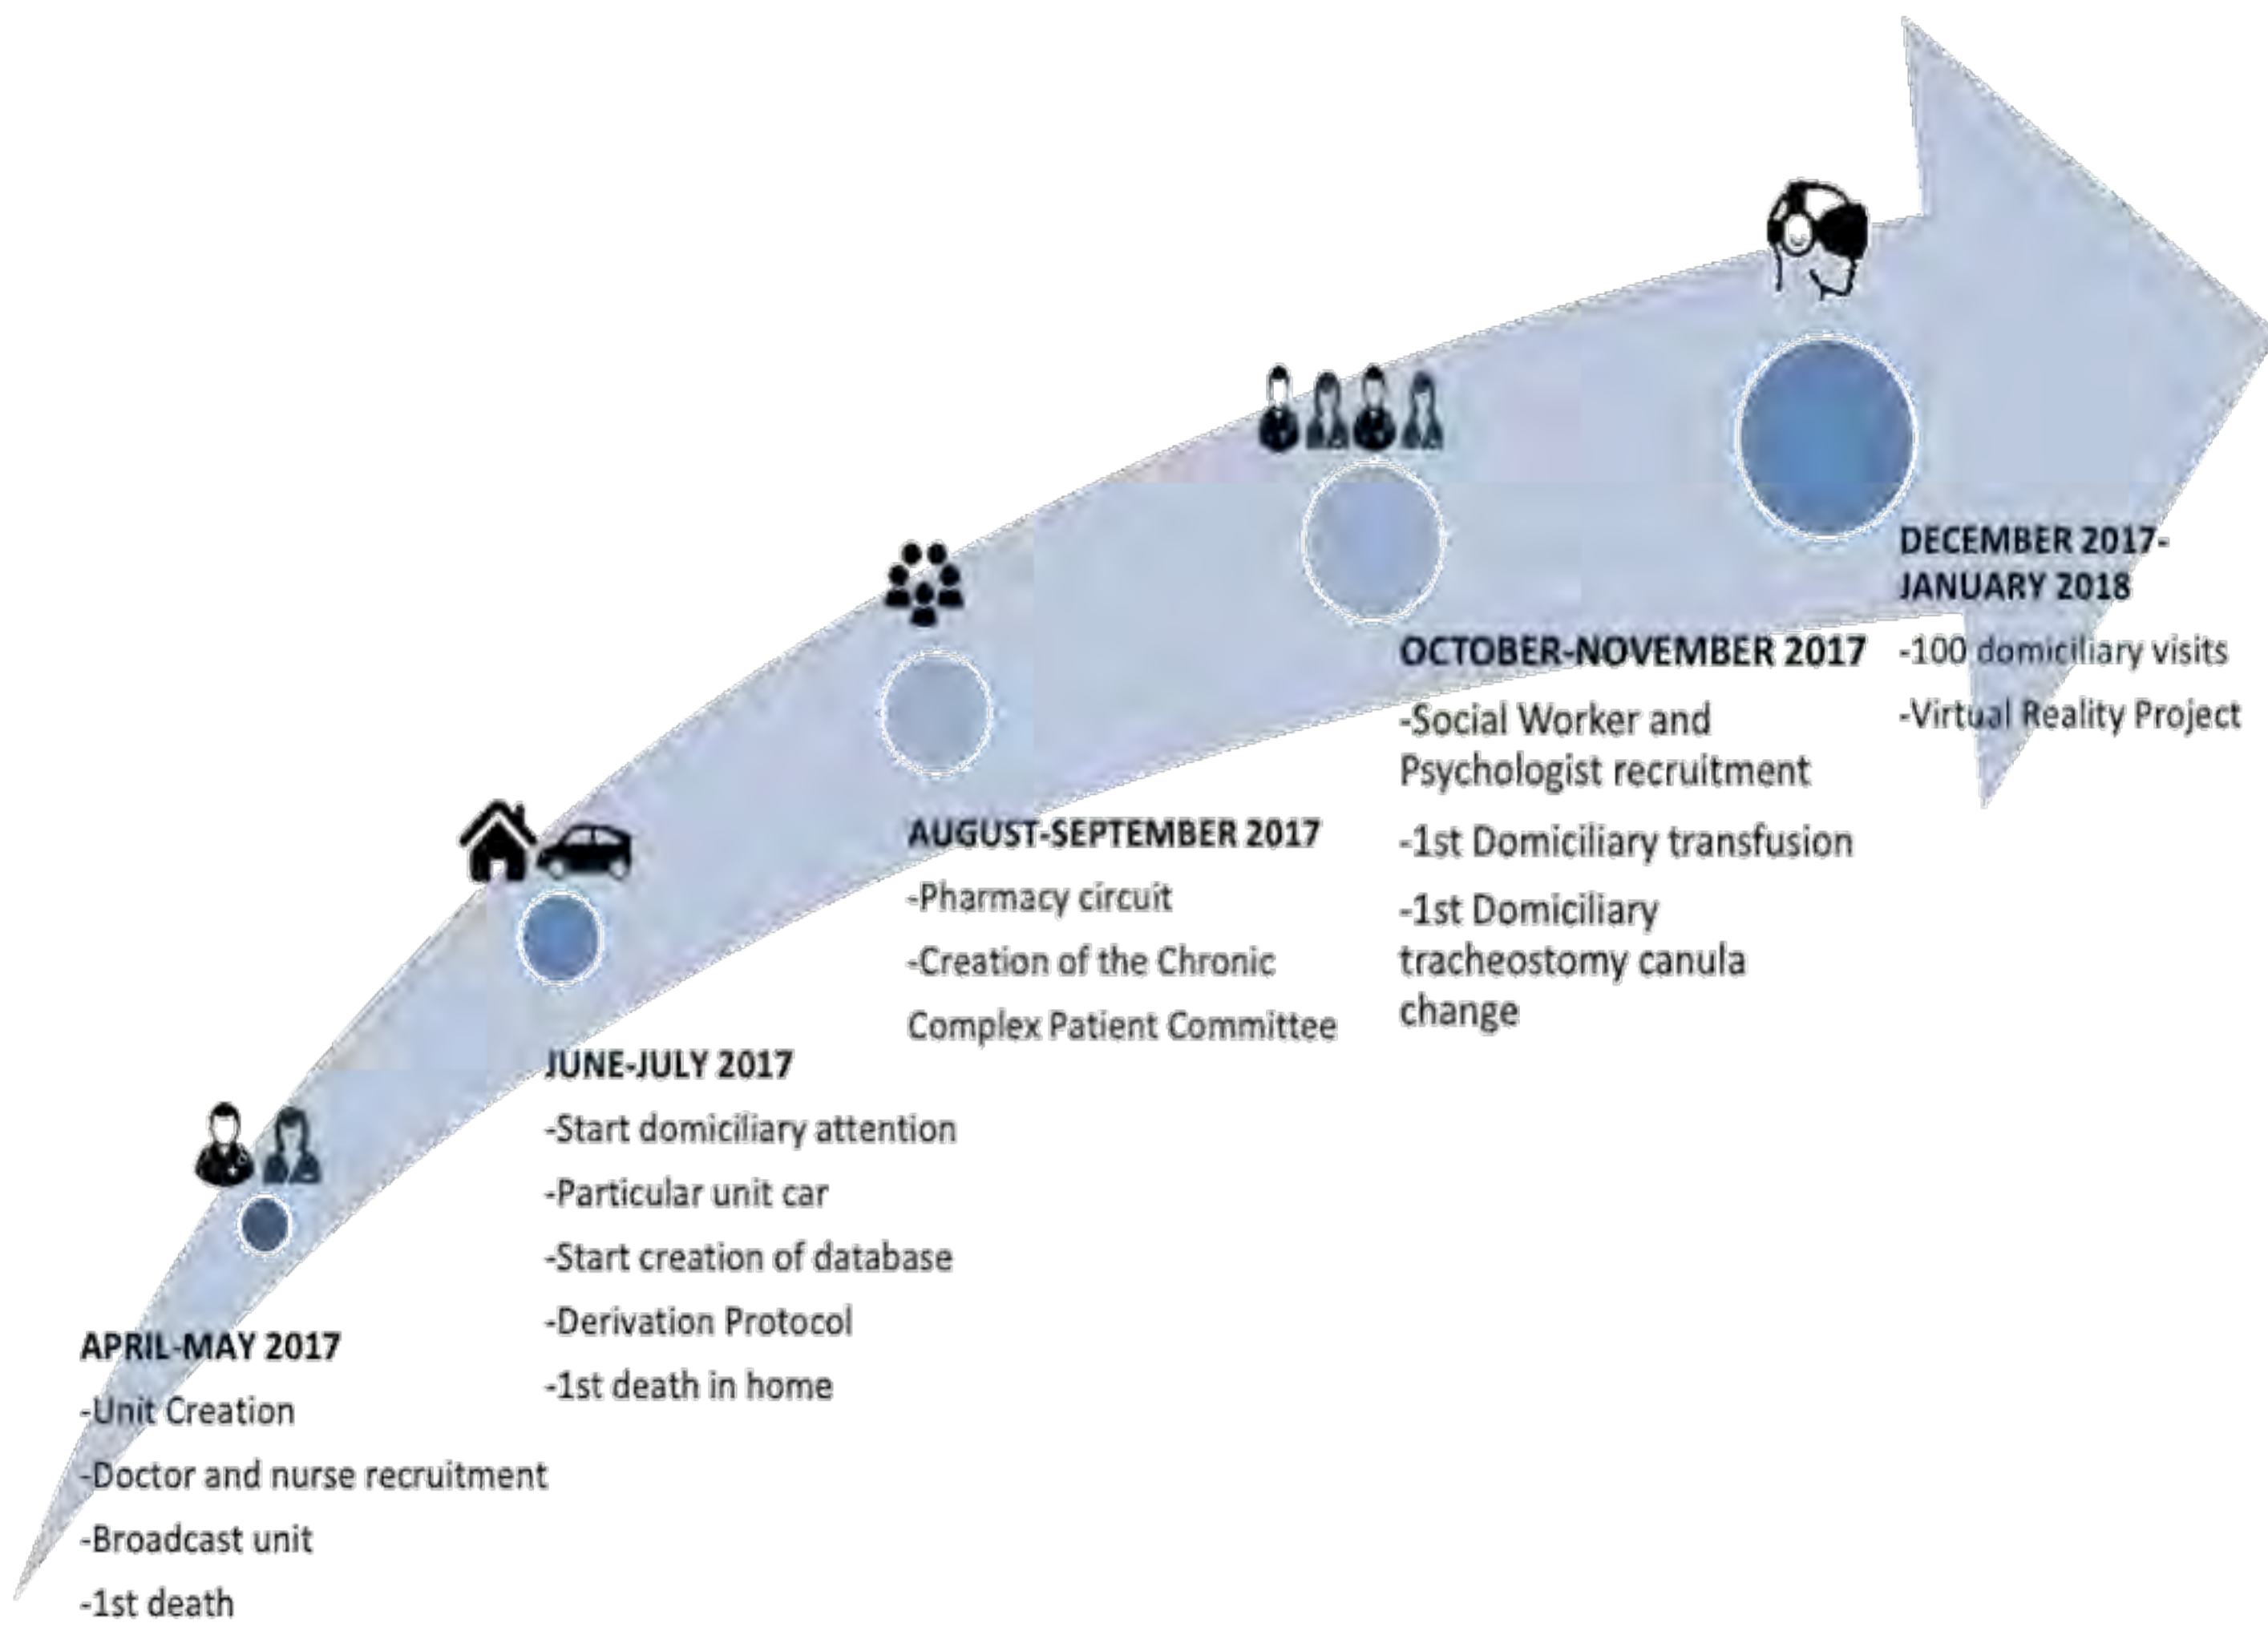 APRIL-MAY 2017
-Unit Creation
-Doctor and nurse recruitment
-Broadcast unit
-1st death
JUNE-JULY 2017
-Start domiciliary attention
-Particular unit car
-Start creation of database
-Derivation Protocol
-1st death in home
AUGUST-SEPTEMBER 2017
-Pharmacy circuit
-Creation of the Chronic
Complex Patient Committee
OCTOBER-NOVEMBER 2017
-Social Worker and
Psychologist recruitment
-1st Domiciliary transfusion
-1st Domiciliary
tracheostomy canula
change
DECEMBER 2017-
JANUARY 2018
-100 domiciliary visits
-Virtual Reality Project